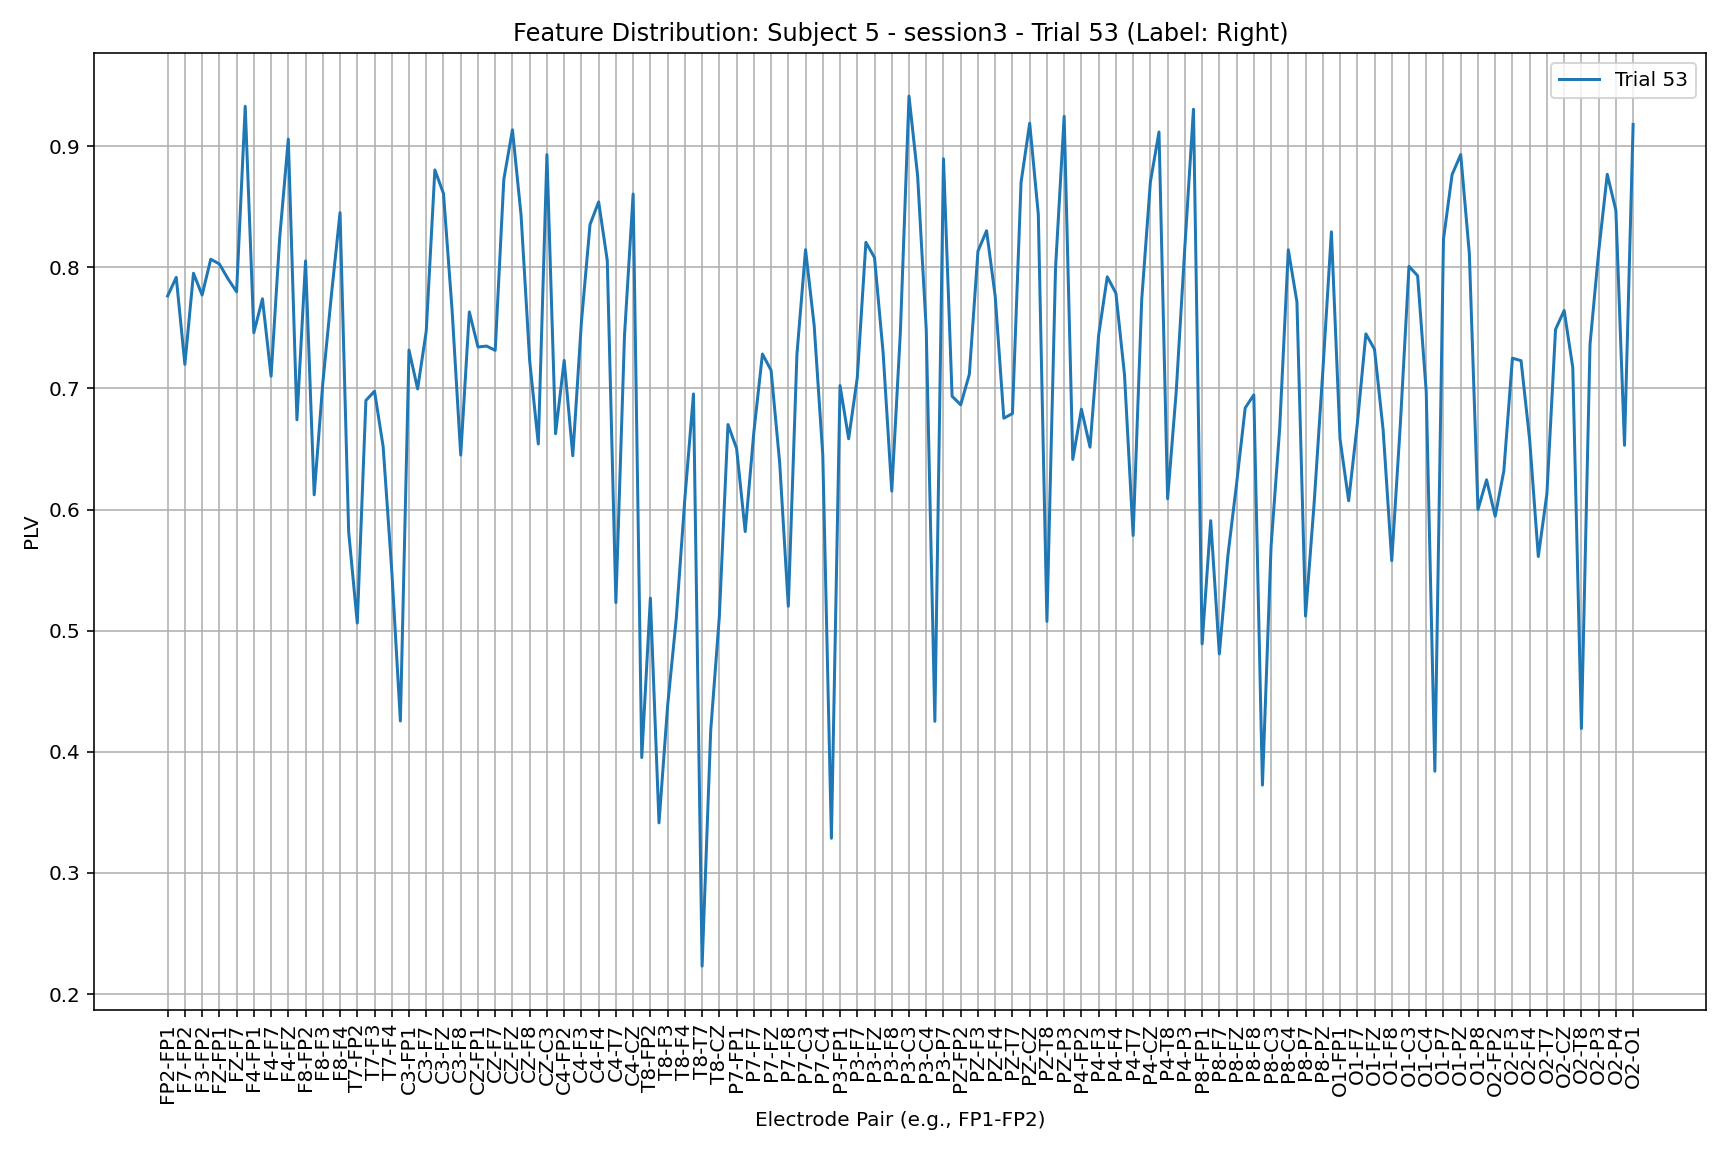 Feature Distribution: Subject 5 - session3 - Trial 53 (Label: Right)
Trial 53
PLV
0.9
0.8
0.7
0.6
0.5
0.4
0.3
0.2
FP2-FP1
F7-FP2
F3-FP2
FZ-FP1
FZ-F7
F4-FP1
F4-F7
F4-FZ
F8-FP2
F8-F3
F8-F4
T7-FP2
T7-F3
T7-F4
C3-FP1
C3-F7
C3-FZ
C3-F8
CZ-FP1
CZ-F7
CZ-FZ
CZ-F8
CZ-C3
C4-FP2
C4-F3
C4-F4
C4-T7
C4-CZ
T8-FP2
T8-F3
T8-F4
T8-T7
T8-CZ
P7-FP1
P7-F7
P7-FZ
P7-F8
P7-C3
P7-C4
P3-FP1
P3-F7
P3-FZ
P3-F8
P3-C3
P3-C4
P3-P7
PZ-FP2
PZ-F3
PZ-F4
PZ-T7
PZ-CZ
PZ-T8
PZ-P3
P4-FP2
P4-F3
P4-F4
P4-T7
P4-CZ
P4-T8
P4-P3
P8-FP1
P8-F7
P8-FZ
P8-F8
P8-C3
P8-C4
P8-P7
P8-PZ
O1-FP1
O1-F7
O1-FZ
O1-F8
O1-C3
O1-C4
O1-P7
O1-PZ
O1-P8
O2-FP2
O2-F3
O2-F4
O2-T7
O2-CZ
O2-T8
O2-P3
O2-P4
O2-O1
Electrode Pair (e.g., FP1-FP2)